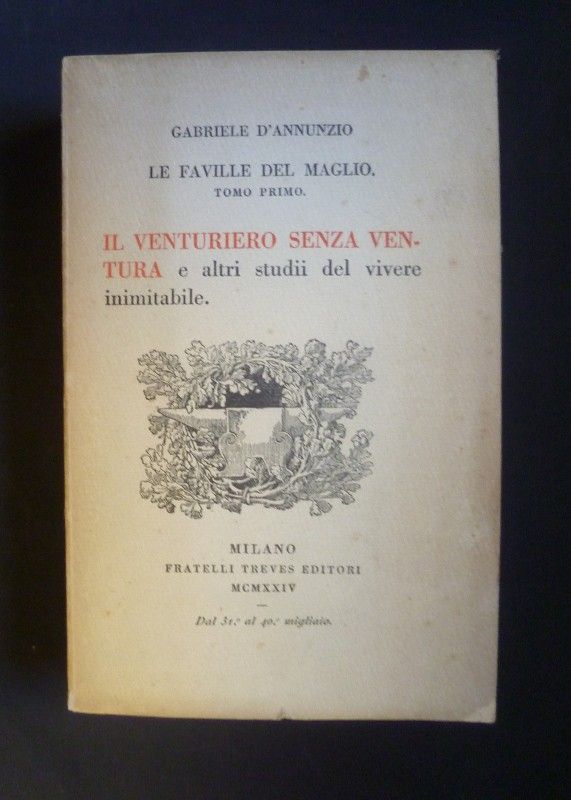 GABRIELE D'ANNUNZIO
LE FAVILLE DEL MAGLIO.
TOMO PRIMO.
IL VENTURIERO SENZA VEN-
TURA e altri studii del vivere
inimitabile.
MILANO
FRATELLI TREVES EDITORI
MCMXXIV
Dal 31.º al 40.º migliaio.